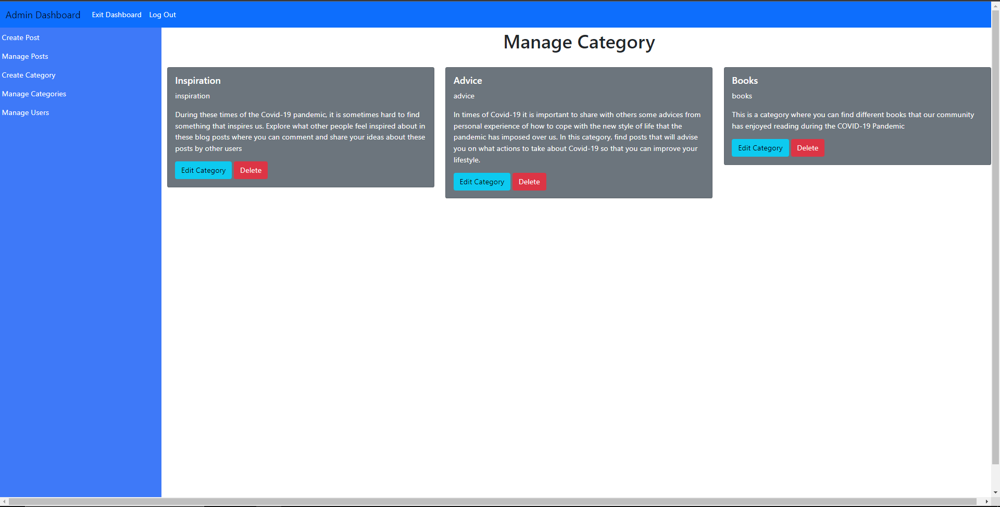 Admin Dashboard Exit Dashboard Log Out
Create Post
Manage Posts
Create Category
Manage Categories
Manage Users
Manage Category
Inspiration
inspiration
During these times of the Covid-19 pandemic, it is sometimes hard to find
something that inspires us. Explore what other people feel inspired about in
these blog posts where you can comment and share your ideas about these
posts by other users
Edit Category Delete
Advice
advice
In times of Covid-19 it is important to share with others some advices from
personal experience of how to cope with the new style of life that the
pandemic has imposed over us. In this category, find posts that will advise
you on what actions to take about Covid-19 so that you can improve your
lifestyle.
Edit Category Delete
Books
books
This is a category where you can find different books that our community
has enjoyed reading during the COVID-19 Pandemic
Edit Category Delete